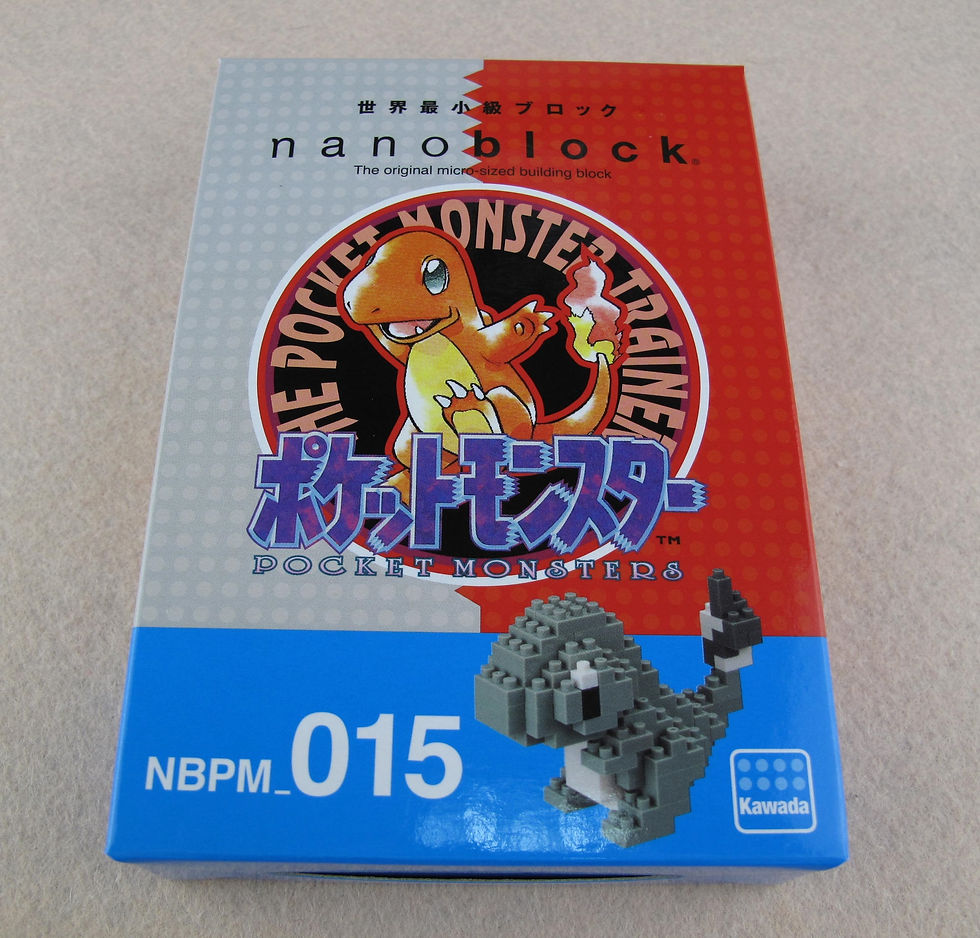 世界最小級ブロック
nanoblock®
The original micro-sized building block
THE POCKET MONSTER TRAINER
ポケットモンスター™
POCKET MONSTERS
NBPM_015
Kawada